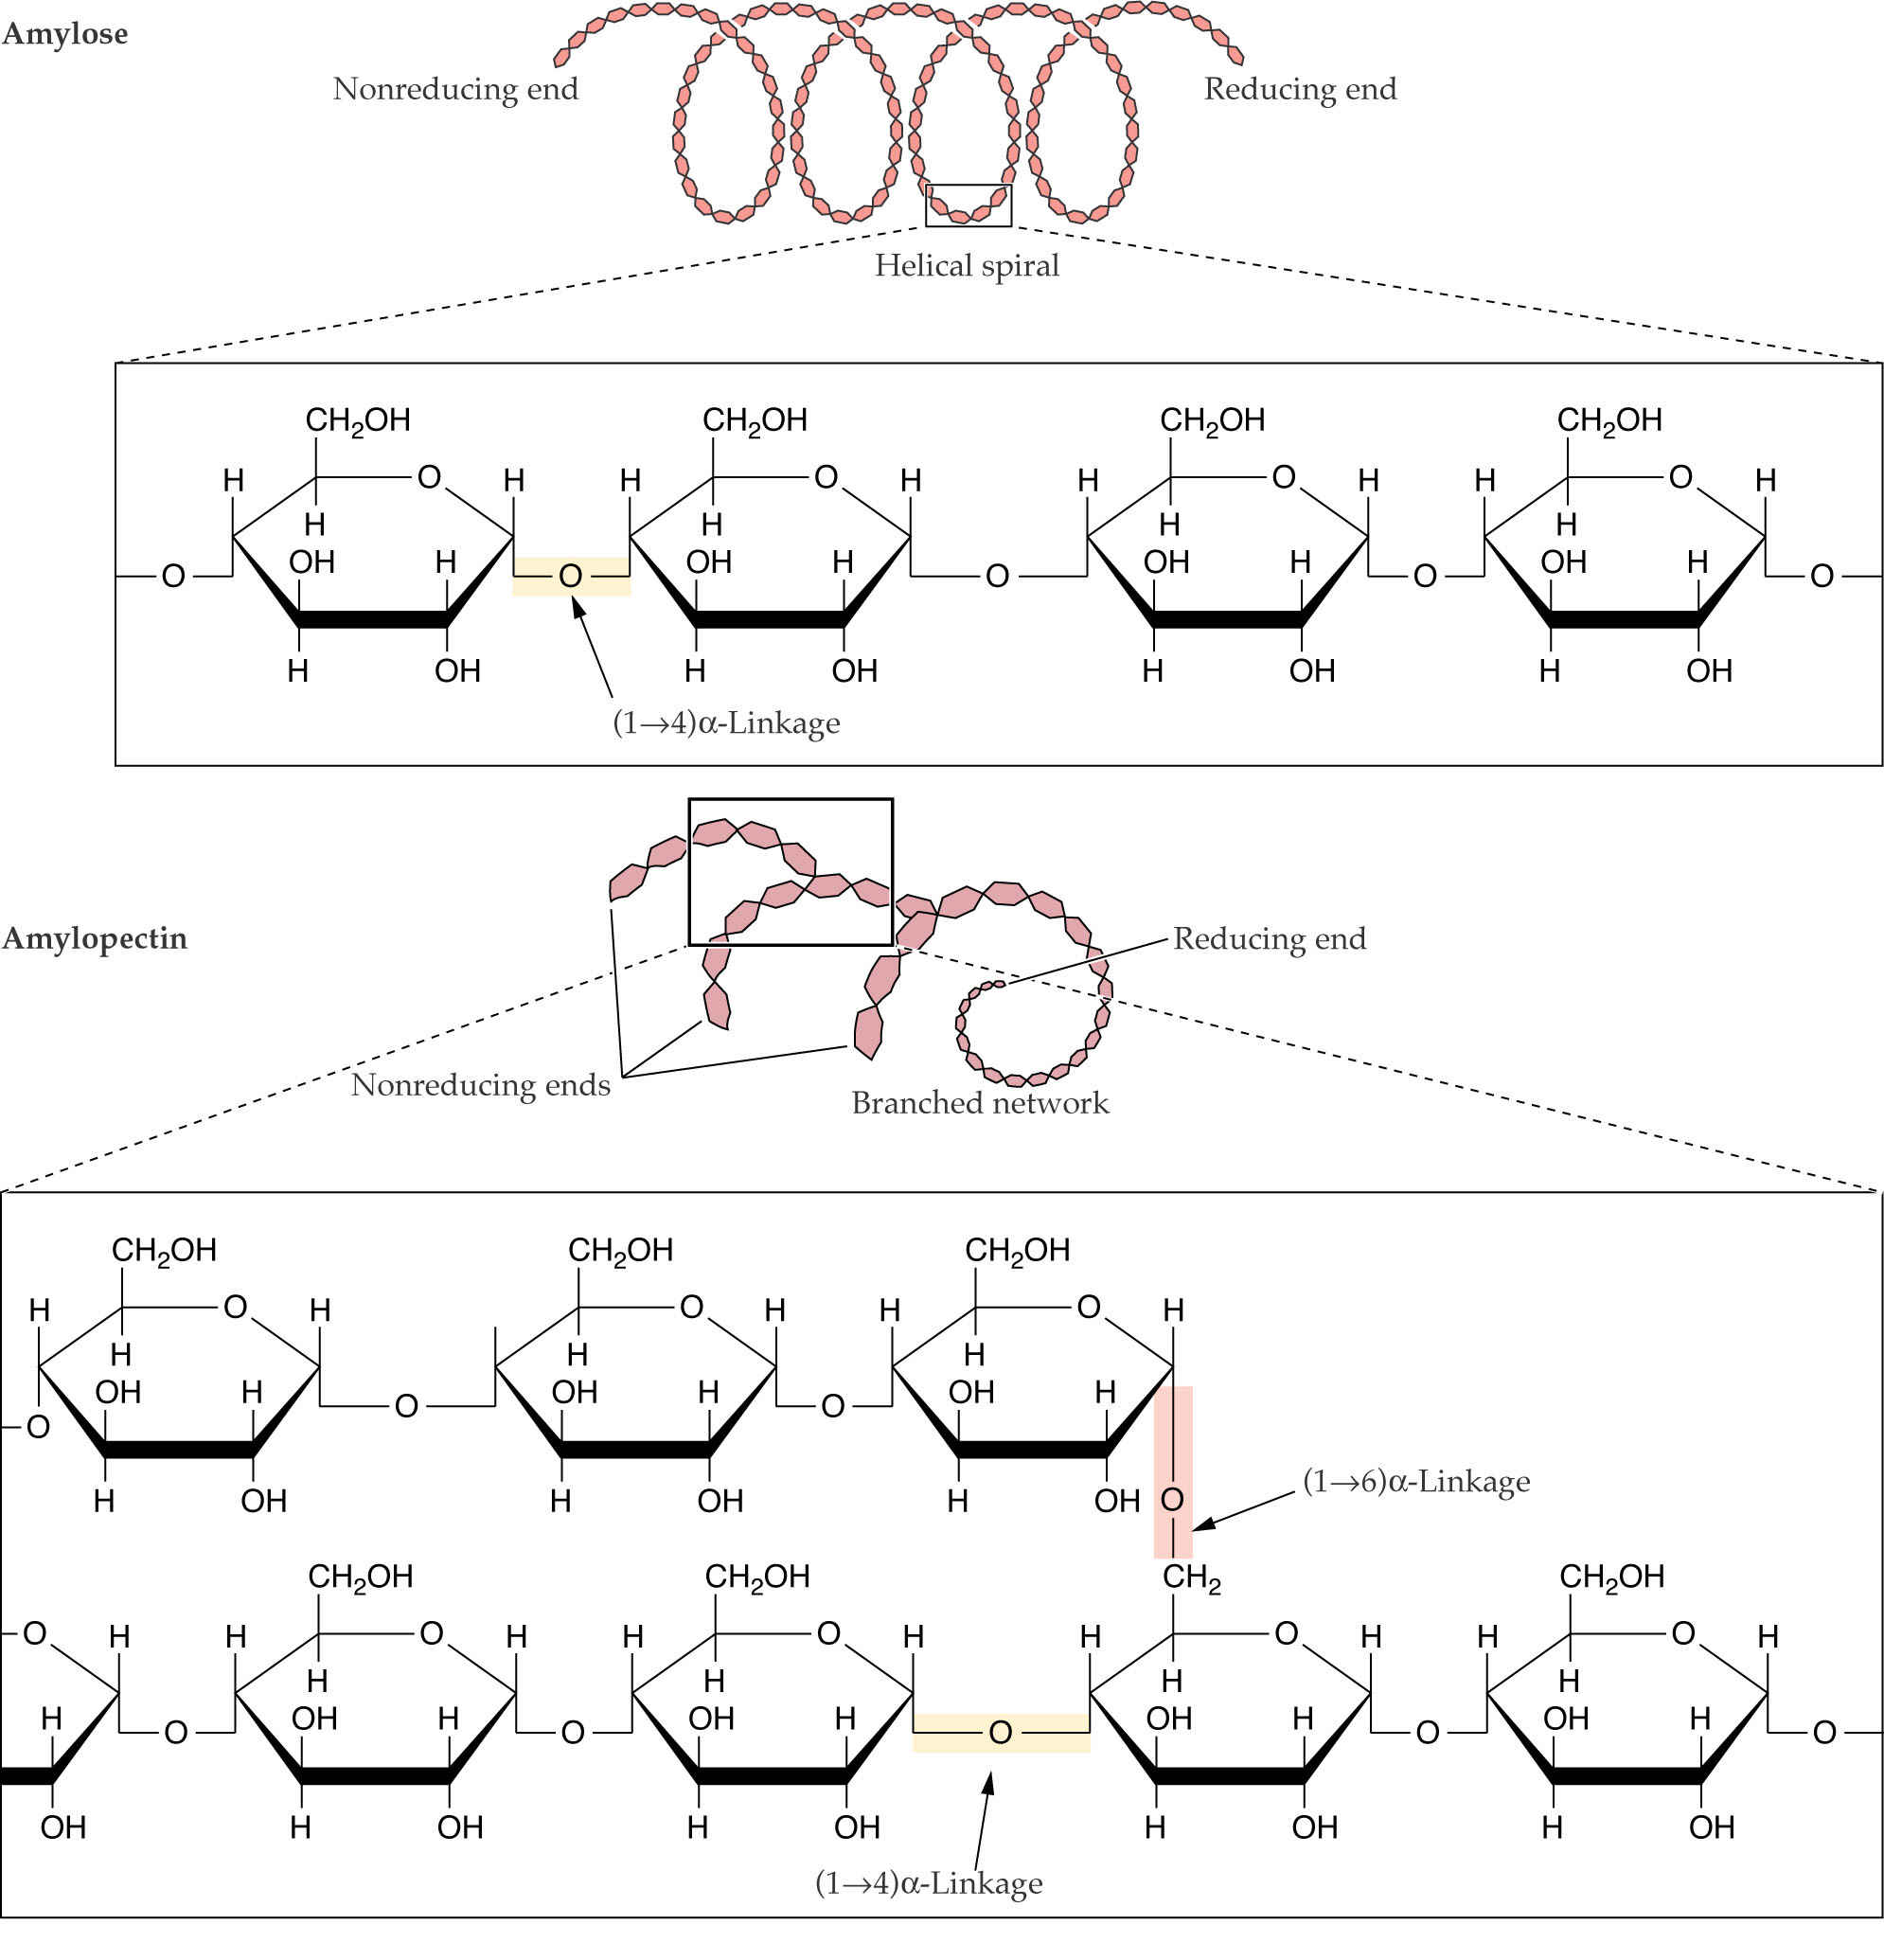 Amylose
Nonreducing end
Reducing end
Helical spiral
CH₂OH CH₂OH CH₂OH CH₂OH
H O H H O H H O H H O H
H H H H
OH H OH H OH H OH H
O O O O O
H OH H OH H OH H OH
(1→4)α-Linkage
Amylopectin
Reducing end
Nonreducing ends
Branched network
CH₂OH CH₂OH CH₂OH
H O H O H H O H
H H H
OH H OH H OH H
O O O
H OH H OH H OH O
(1→6)α-Linkage
CH₂OH CH₂OH CH₂ CH₂OH
O H H O H H O H H O H H O H
H H H H
H OH H OH H OH H OH H
O O O O O
OH H OH H OH H OH H OH
(1→4)α-Linkage